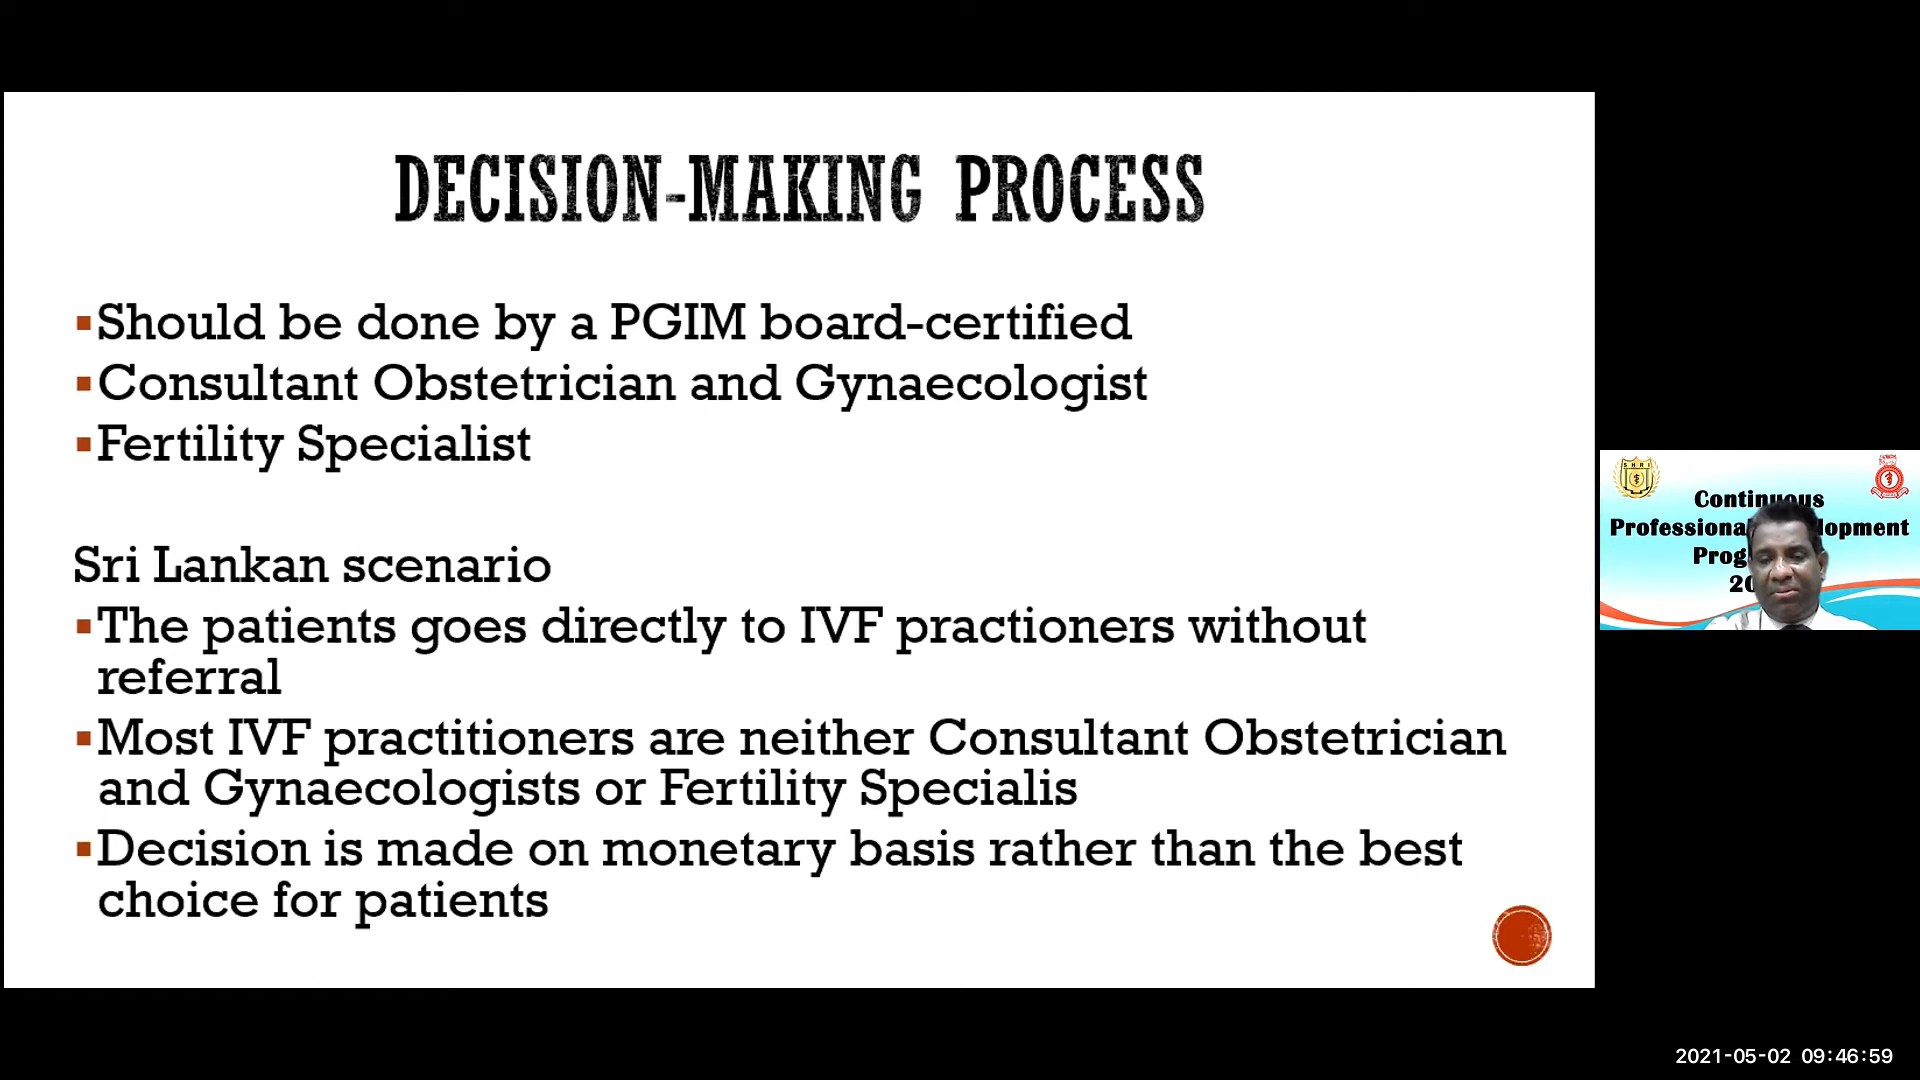 DECISION-MAKING PROCESS
▪Should be done by a PGIM board-certified
▪Consultant Obstetrician and Gynaecologist
▪Fertility Specialist
Sri Lankan scenario
▪The patients goes directly to IVF practioners without
referral
▪Most IVF practitioners are neither Consultant Obstetrician
and Gynaecologists or Fertility Specialis
▪Decision is made on monetary basis rather than the best
choice for patients
SHRI
Continuous
Professional
2021-05-02 09:46:59